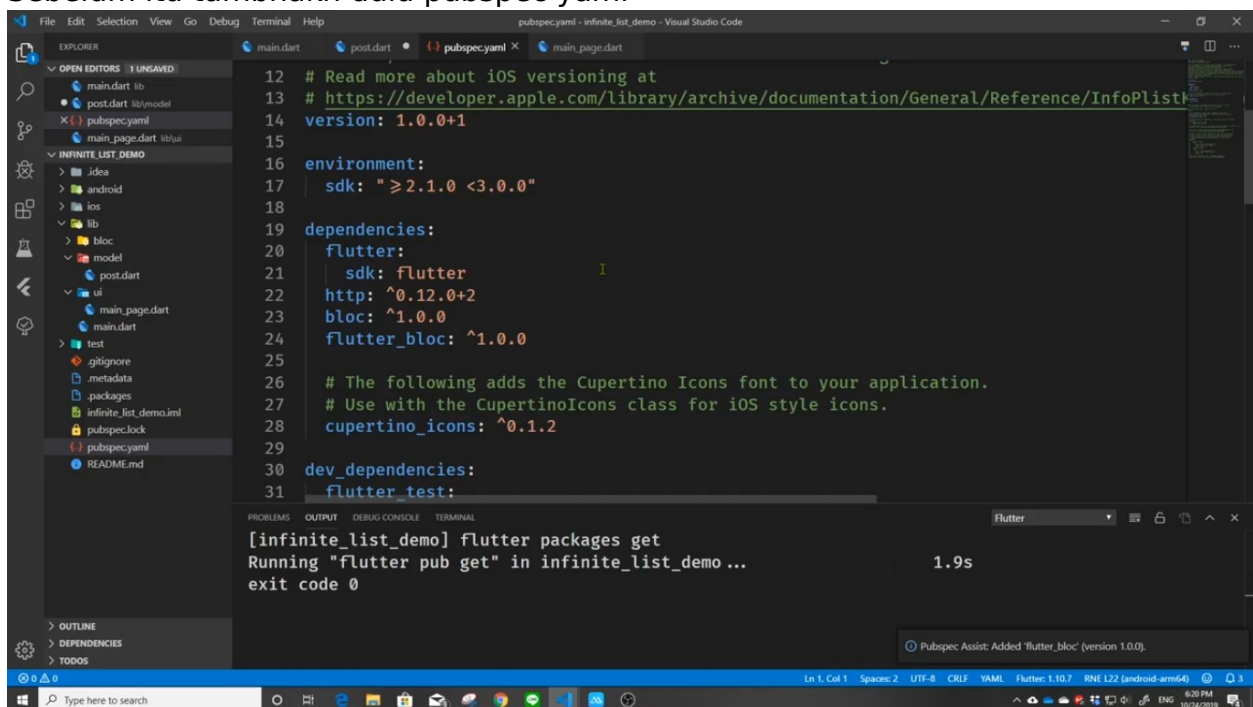 Sebelum itu tambhakn dulu pubspec yaml
File Edit Selection View Go Debug Terminal Help
pubspec.yaml - infinite_list_demo - Visual Studio Code
EXPLORER
main.dart post.dart pubspec.yaml main_page.dart
OPEN EDITORS 1 UNSAVED
main.dart lib
post.dart lib\model
pubspec.yaml
main_page.dart lib\ui
INFINITE_LIST_DEMO
.idea
android
ios
lib
bloc
model
post.dart
ui
main_page.dart
main.dart
test
.gitignore
.metadata
.packages
infinite_list_demo.iml
pubspec.lock
pubspec.yaml
README.md
OUTLINE
DEPENDENCIES
TODOS
12 # Read more about iOS versioning at
13 # https://developer.apple.com/library/archive/documentation/General/Reference/InfoPlistK
14 version: 1.0.0+1
15
16 environment:
17 sdk: "≥2.1.0 <3.0.0"
18
19 dependencies:
20 flutter:
21 sdk: flutter
22 http: ^0.12.0+2
23 bloc: ^1.0.0
24 flutter_bloc: ^1.0.0
25
26 # The following adds the Cupertino Icons font to your application.
27 # Use with the CupertinoIcons class for iOS style icons.
28 cupertino_icons: ^0.1.2
29
30 dev_dependencies:
31 flutter_test:
PROBLEMS OUTPUT DEBUG CONSOLE TERMINAL
Flutter
[infinite_list_demo] flutter packages get
Running "flutter pub get" in infinite_list_demo... 1.9s
exit code 0
Pubspec Assist: Added 'flutter_bloc' (version 1.0.0).
0 0
Ln 1, Col 1 Spaces: 2 UTF-8 CRLF YAML Flutter: 1.10.7 RNE L22 (android-arm64) 3
Type here to search
ENG
6:20 PM
10/24/2019